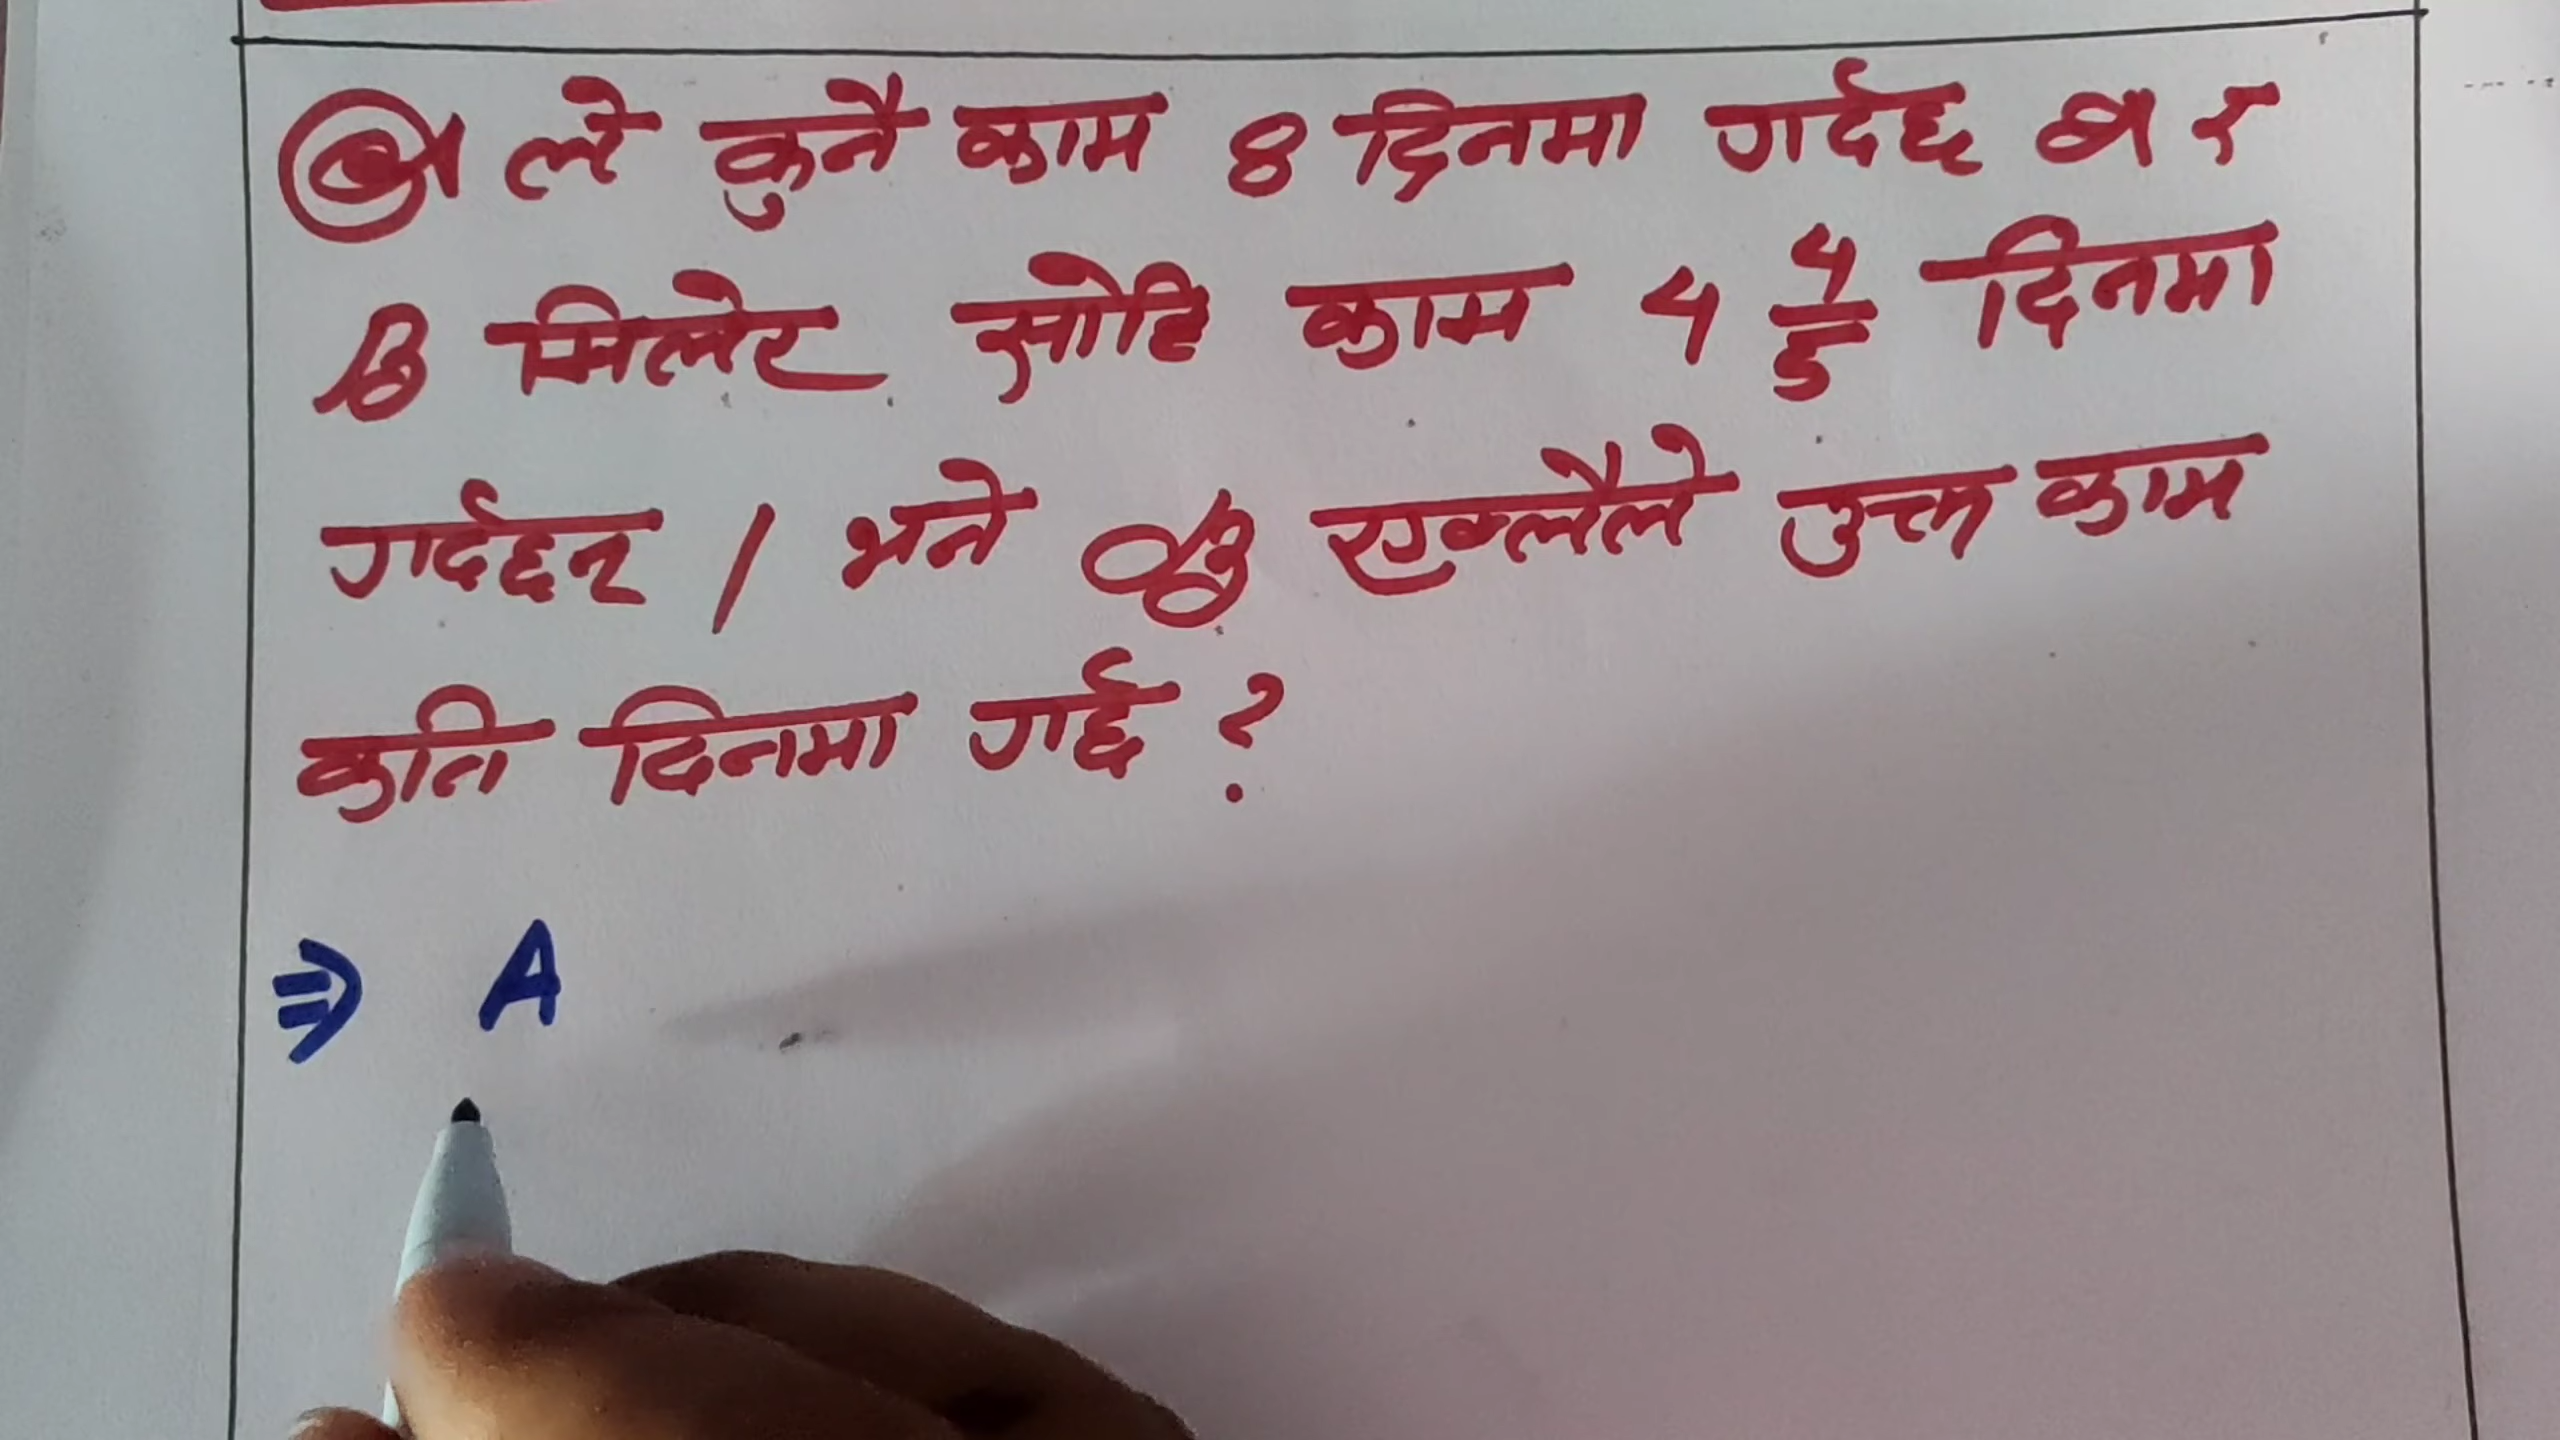 A ले कुनै काम 8 दिनमा गर्दछ A र
B मिलेर सोहि काम 4 4/5 दिनमा
गर्दछन् / भने B एक्लैले उक्त काम
कति दिनमा गर्छ ?
⇒ A